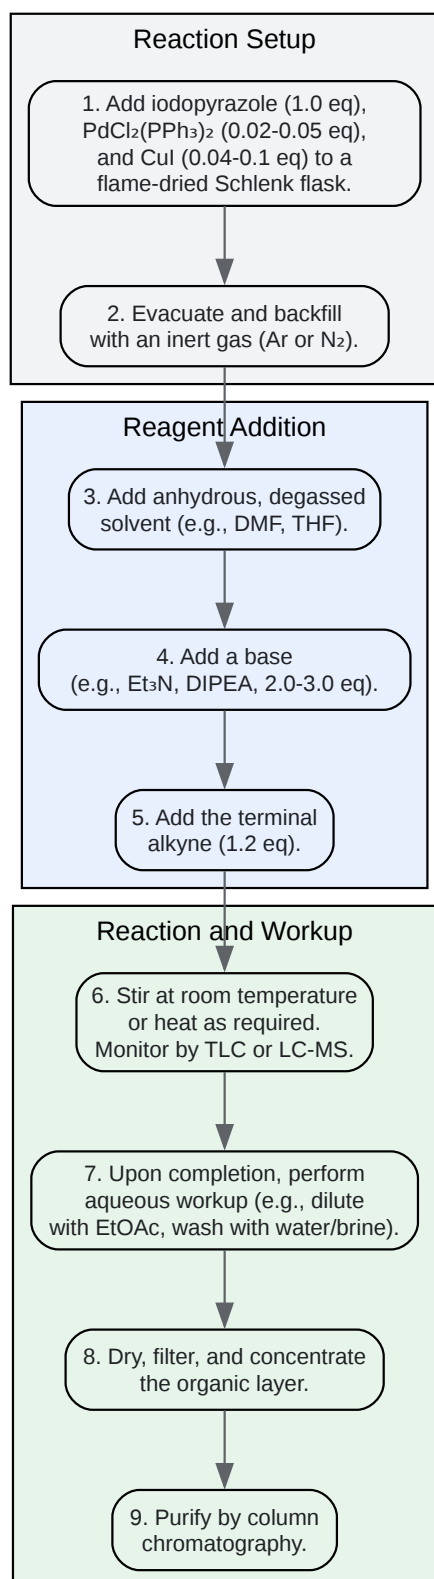 Reaction Setup
1. Add iodopyrazole (1.0 eq),
PdCl₂(PPh₃)₂ (0.02-0.05 eq),
and CuI (0.04-0.1 eq) to a
flame-dried Schlenk flask.
2. Evacuate and backfill
with an inert gas (Ar or N₂).
Reagent Addition
3. Add anhydrous, degassed
solvent (e.g., DMF, THF).
4. Add a base
(e.g., Et₃N, DIPEA, 2.0-3.0 eq).
5. Add the terminal
alkyne (1.2 eq).
Reaction and Workup
6. Stir at room temperature
or heat as required.
Monitor by TLC or LC-MS.
7. Upon completion, perform
aqueous workup (e.g., dilute
with EtOAc, wash with water/brine).
8. Dry, filter, and concentrate
the organic layer.
9. Purify by column
chromatography.